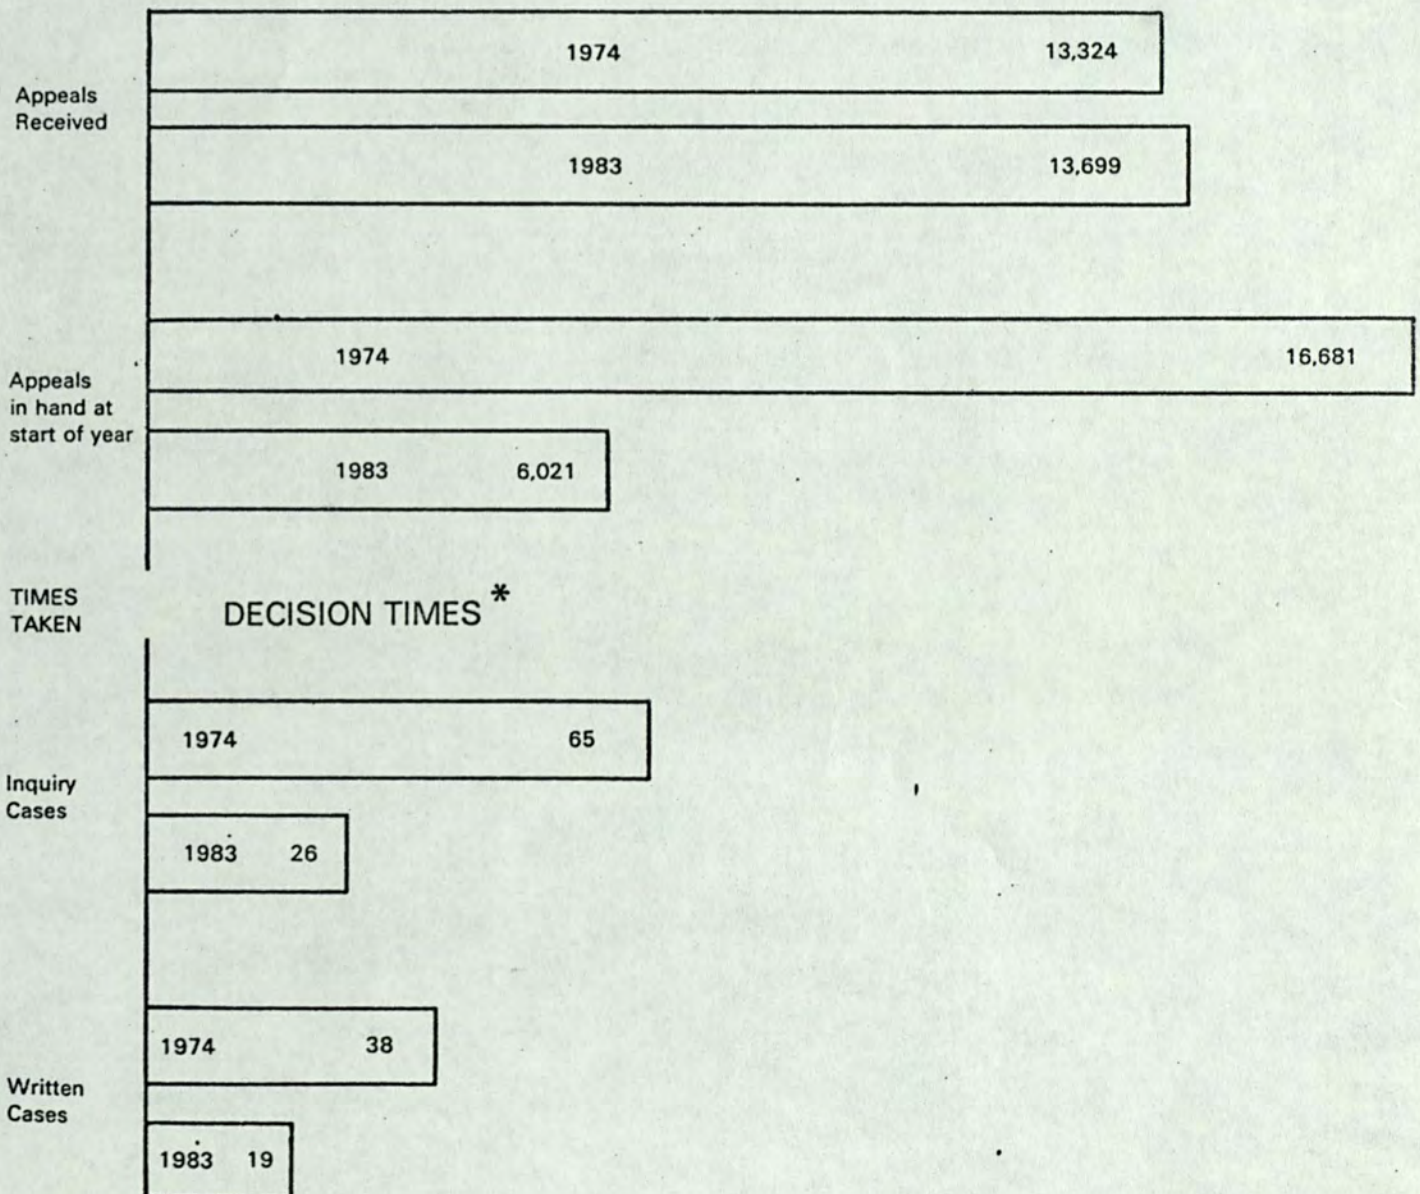 1974 13,324
Appeals
Received
1983 13,699
1974 16,681
Appeals
in hand at
start of year
1983 6,021
TIMES
TAKEN
DECISION TIMES*
1974 65
Inquiry
Cases
1983 26
1974 38
Written
Cases
1983 19